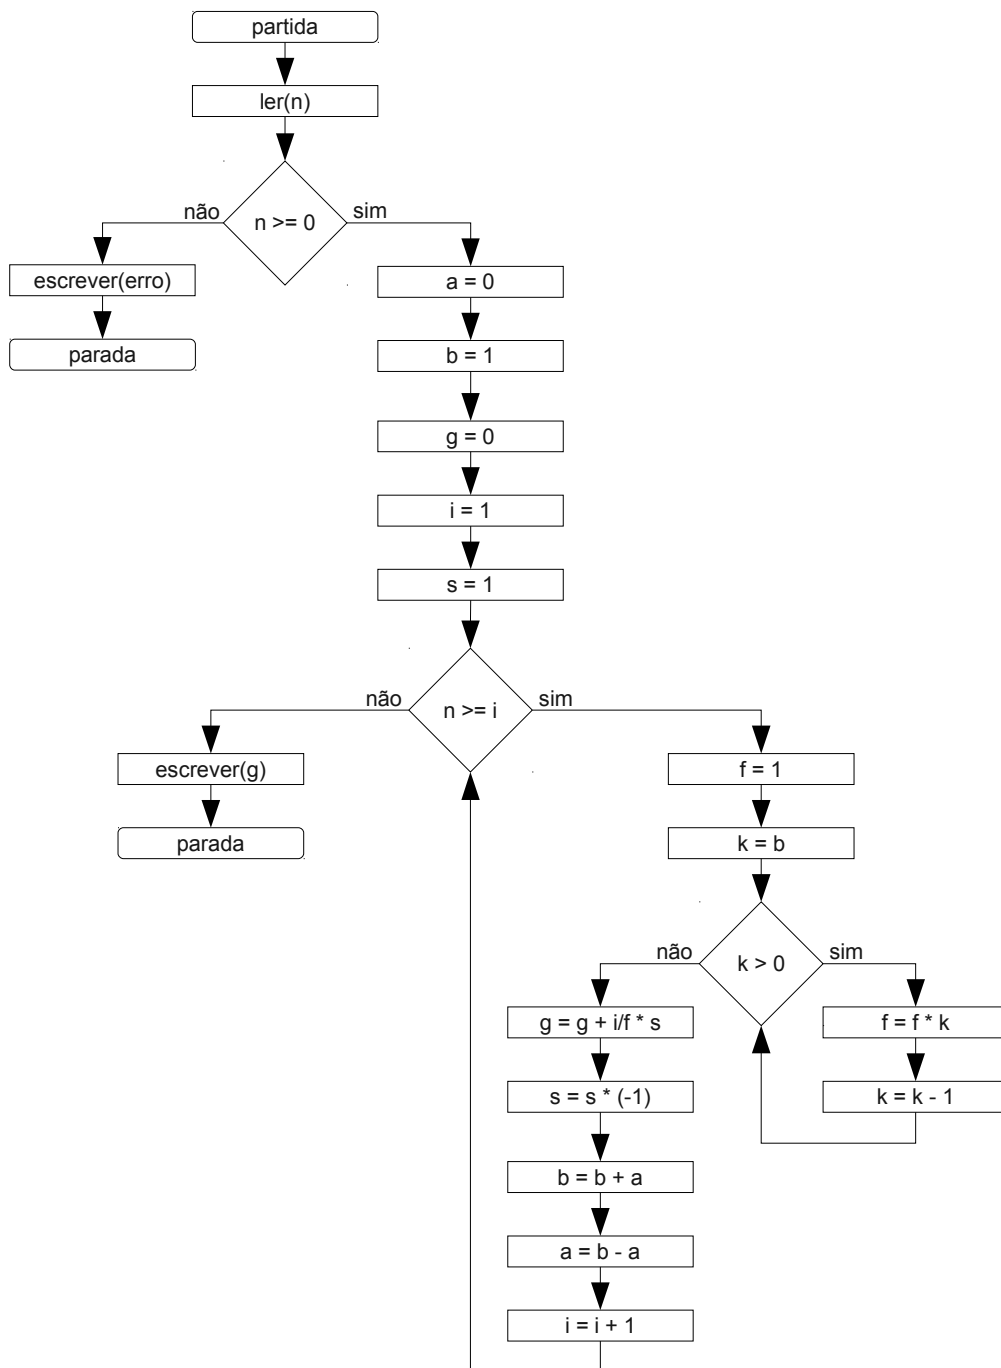 partida
ler(n)
não
n >= 0
sim
escrever(erro)
parada
a = 0
b = 1
g = 0
i = 1
s = 1
não
n >= i
sim
escrever(g)
parada
f = 1
k = b
não
k > 0
sim
g = g + i/f * s
f = f * k
s = s * (-1)
k = k - 1
b = b + a
a = b - a
i = i + 1